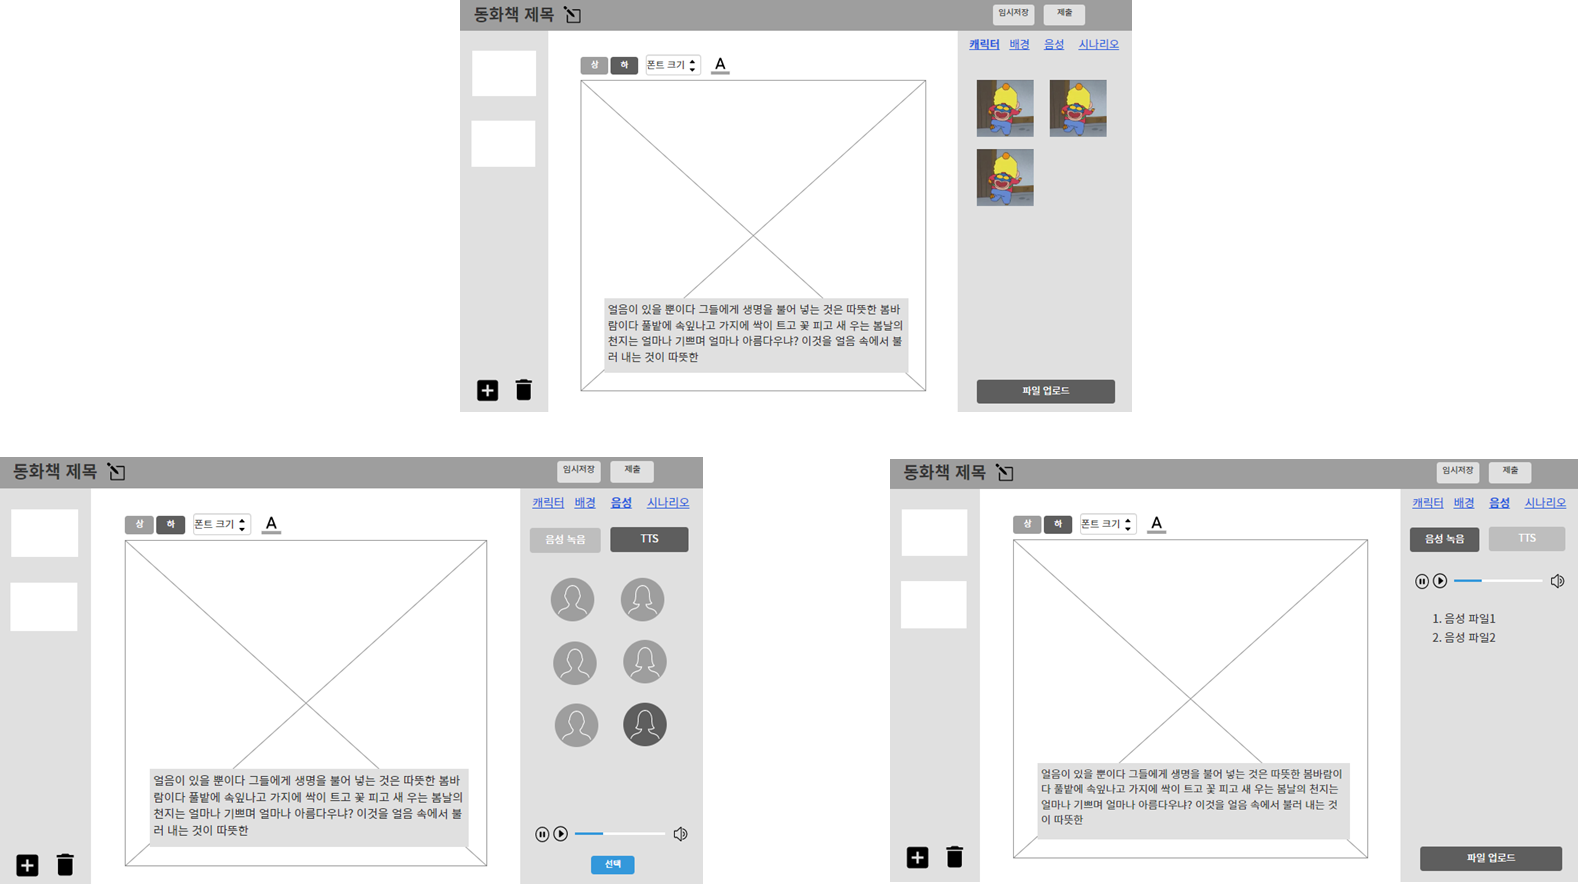 동화책 제목
임시저장 제출
캐릭터 배경 음성 시나리오
상 하 폰트 크기 A
얼음이 있을 뿐이다 그들에게 생명을 불어 넣는 것은 따뜻한 봄바
람이다 풀밭에 속잎나고 가지에 싹이 트고 꽃 피고 새 우는 봄날의
천지는 얼마나 기쁘며 얼마나 아름다우냐? 이것을 얼음 속에서 불
러 내는 것이 따뜻한
파일 업로드
동화책 제목
임시저장 제출
캐릭터 배경 음성 시나리오
상 하 폰트 크기 A
음성 녹음 TTS
얼음이 있을 뿐이다 그들에게 생명을 불어 넣는 것은 따뜻한 봄바
람이다 풀밭에 속잎나고 가지에 싹이 트고 꽃 피고 새 우는 봄날의
천지는 얼마나 기쁘며 얼마나 아름다우냐? 이것을 얼음 속에서 불
러 내는 것이 따뜻한
선택
동화책 제목
임시저장 제출
캐릭터 배경 음성 시나리오
상 하 폰트 크기 A
음성 녹음 TTS
1. 음성 파일1
2. 음성 파일2
얼음이 있을 뿐이다 그들에게 생명을 불어 넣는 것은 따뜻한 봄바람이
다 풀밭에 속잎나고 가지에 싹이 트고 꽃 피고 새 우는 봄날의 천지는
얼마나 기쁘며 얼마나 아름다우냐? 이것을 얼음 속에서 불러 내는 것
이 따뜻한
파일 업로드